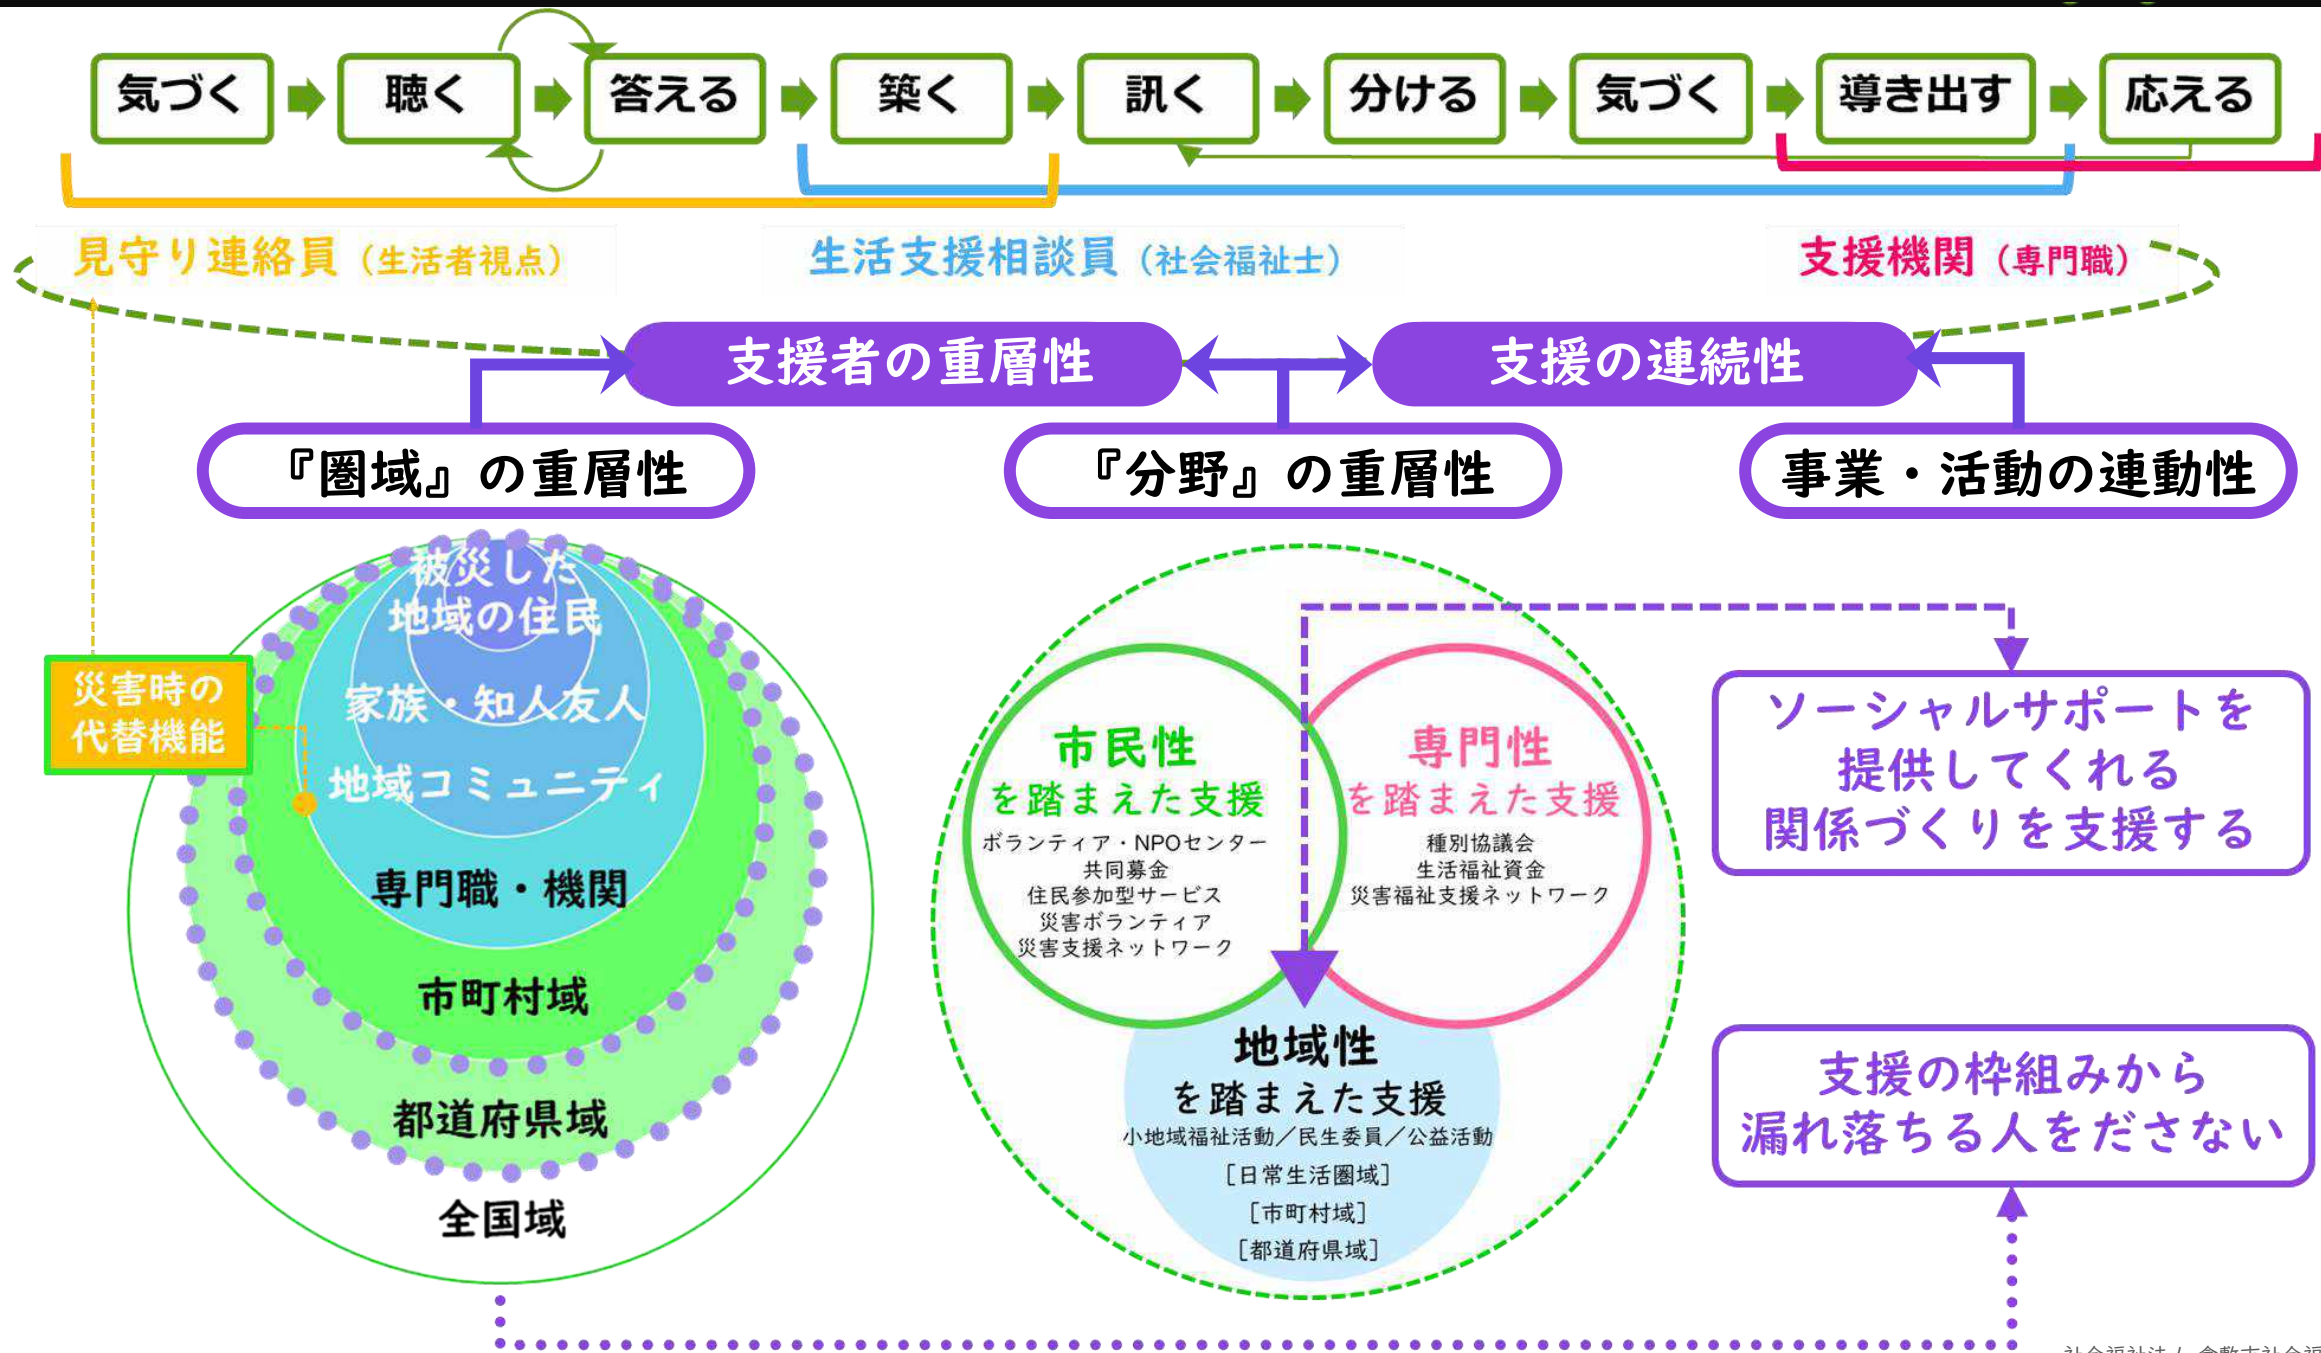 気づく
聴く
答える
築く
訊く
分ける
気づく
導き出す
応える
見守り連絡員（生活者視点）
生活支援相談員（社会福祉士）
支援機関（専門職）
支援者の重層性
支援の連続性
『圏域』の重層性
『分野』の重層性
事業・活動の連動性
被災した
地域の住民
家族・知人友人
地域コミュニティ
専門職・機関
市町村域
都道府県域
全国域
災害時の
代替機能
市民性
を踏まえた支援
ボランティア・NPOセンター
共同募金
住民参加型サービス
災害ボランティア
災害支援ネットワーク
専門性
を踏まえた支援
種別協議会
生活福祉資金
災害福祉支援ネットワーク
地域性
を踏まえた支援
小地域福祉活動／民生委員／公益活動
［日常生活圏域］
［市町村域］
［都道府県域］
ソーシャルサポートを
提供してくれる
関係づくりを支援する
支援の枠組みから
漏れ落ちる人をださない